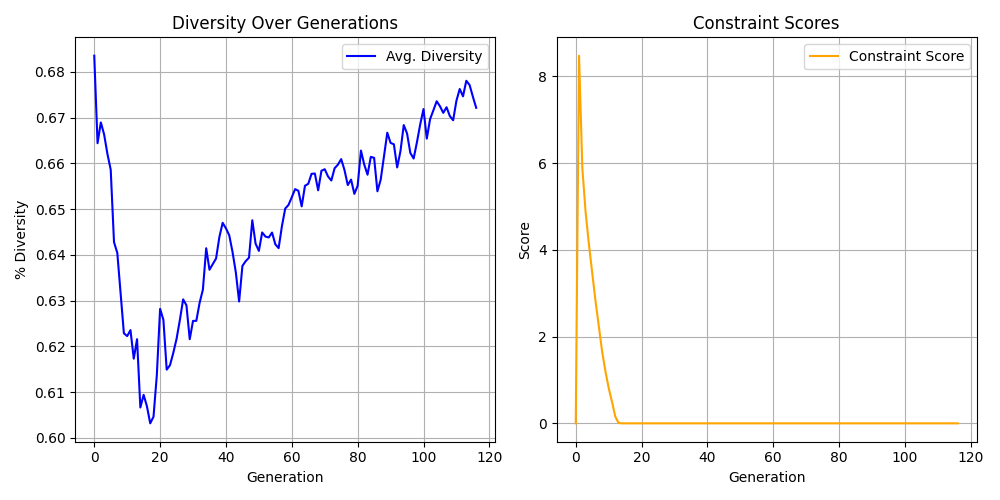 Diversity Over Generations
Avg. Diversity
% Diversity
0.68
0.67
0.66
0.65
0.64
0.63
0.62
0.61
0.60
0 20 40 60 80 100 120
Generation
Constraint Scores
Constraint Score
Score
8
6
4
2
0
0 20 40 60 80 100 120
Generation